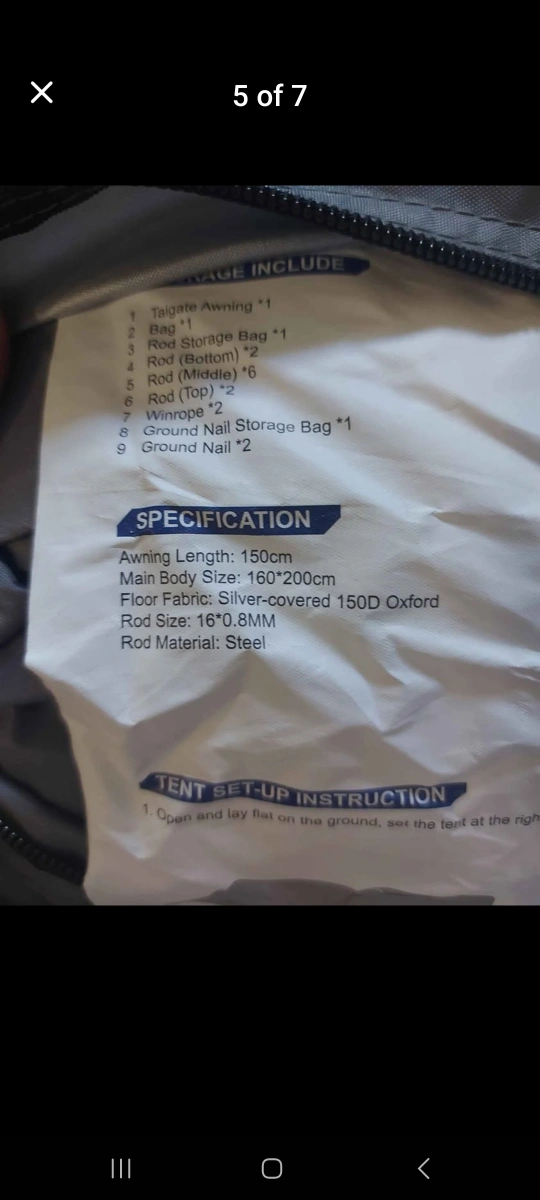 5 of 7
AGE INCLUDE
1 Talgate Awning *1
2 Bag *1
3 Rod Storage Bag *1
4 Rod (Bottom) *2
5 Rod (Middle) *6
6 Rod (Top) *2
7 Winrope *2
8 Ground Nail Storage Bag *1
9 Ground Nail *2
SPECIFICATION
Awning Length: 150cm
Main Body Size: 160*200cm
Floor Fabric: Silver-covered 150D Oxford
Rod Size: 16*0.8MM
Rod Material: Steel
TENT SET-UP INSTRUCTION
1. Open and lay flat on the ground, set the tent at the righ